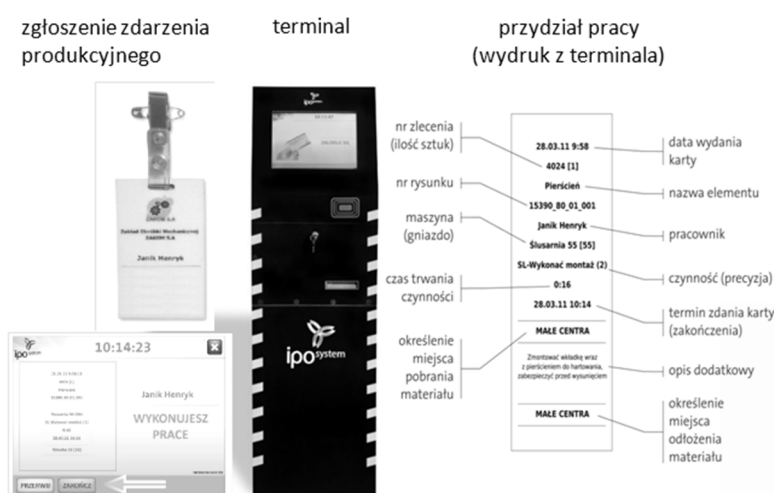 zgłoszenie zdarzenia
produkcyjnego
terminal
przydział pracy
(wydruk z terminala)
Zakład Obróbki Mechanicznej
Janik Henryk
ipo system
10:14:23
Janik Henryk
WYKONUJESZ
PRACE
PRZERWIJ
ZAKOŃCZ
ipo system
nr zlecenia
(ilość sztuk)
nr rysunku
maszyna
(gniazdo)
czas trwania
czynności
określenie
miejsca
pobrania
materiału
28.03.11 9:58
4024 [1]
Pierścień
15390_80_01_001
Janik Henryk
Ślusarnia 55 [55]
SL-Wykonać montaż (2)
0:16
28.03.11 10:14
MAŁE CENTRA
Zmontować wkładkę wraz
z pierścieniem do hartowania,
zabezpieczyć przed wysunięciem
MAŁE CENTRA
data wydania
karty
nazwa elementu
pracownik
czynność (precyzja)
termin zdania karty
(zakończenia)
opis dodatkowy
określenie
miejsca
odłożenia
materiału